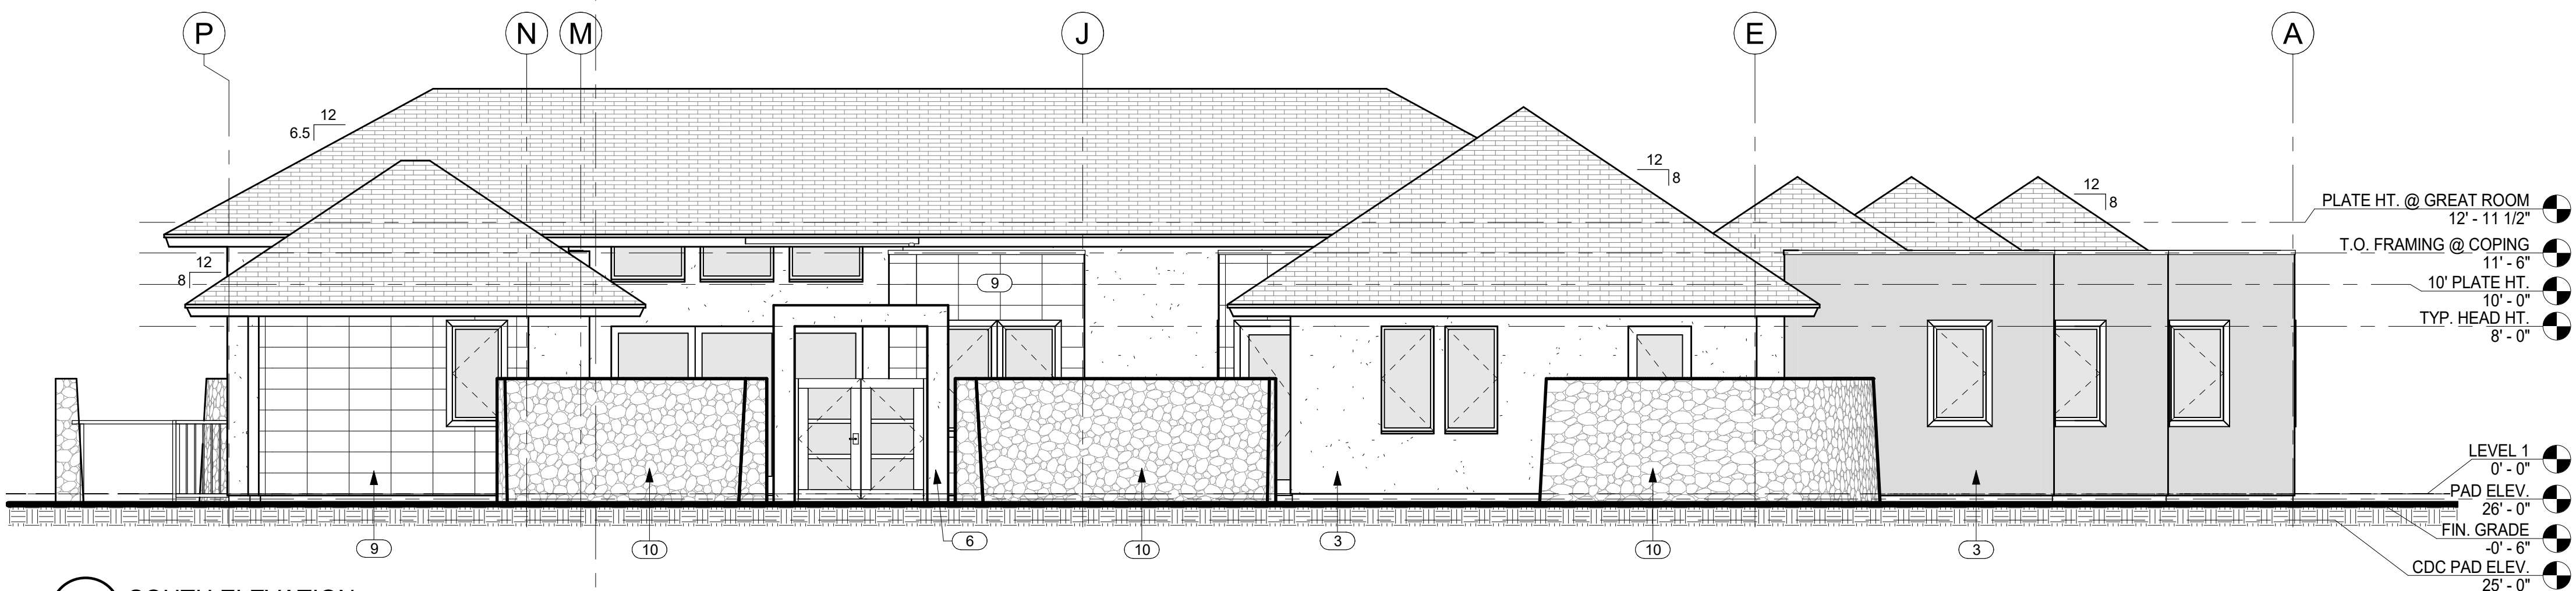 P
N
M
J
E
A
12
6.5
12
8
12
8
12
8
9
PLATE HT. @ GREAT ROOM
12' - 11 1/2"
T.O. FRAMING @ COPING
11' - 6"
10' PLATE HT.
10' - 0"
TYP. HEAD HT.
8' - 0"
LEVEL 1
0' - 0"
PAD ELEV.
26' - 0"
FIN. GRADE
-0' - 6"
CDC PAD ELEV.
25' - 0"
9
10
6
10
3
10
3
SOUTH ELEVATION